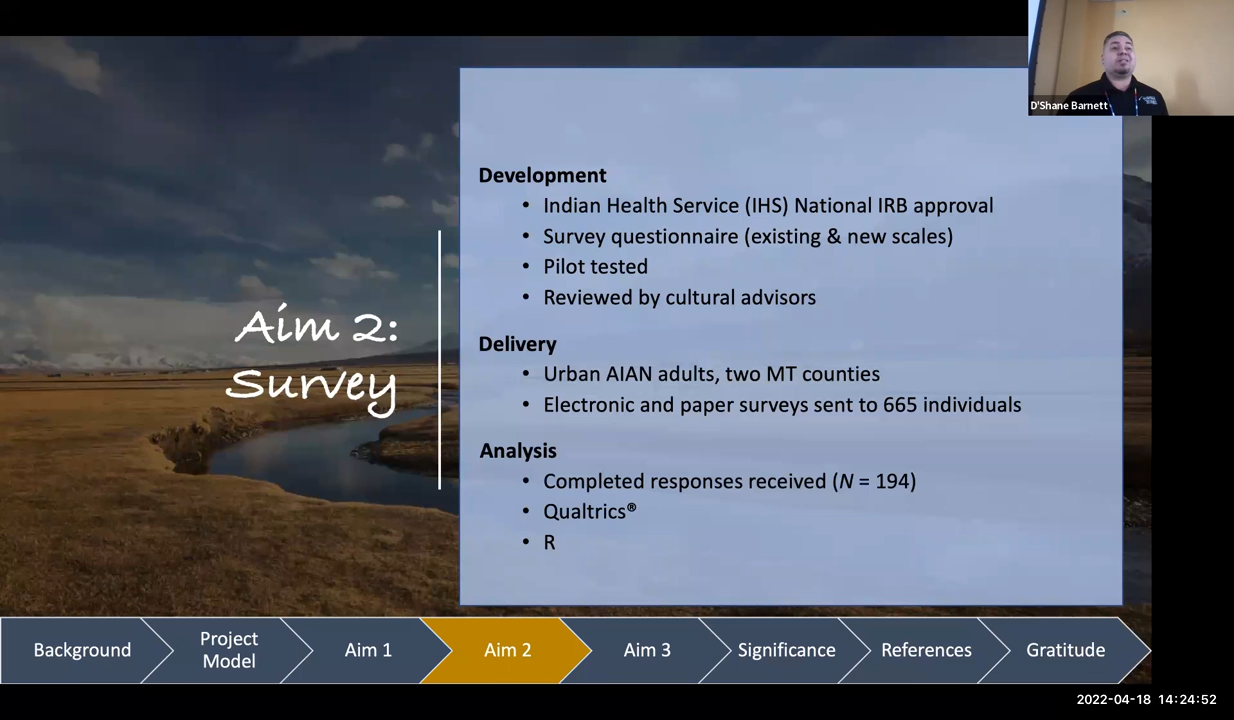 D'Shane Barnett
Aim 2:
Survey
Development
• Indian Health Service (IHS) National IRB approval
• Survey questionnaire (existing & new scales)
• Pilot tested
• Reviewed by cultural advisors
Delivery
• Urban AIAN adults, two MT counties
• Electronic and paper surveys sent to 665 individuals
Analysis
• Completed responses received (N = 194)
• Qualtrics®
• R
Background
Project
Model
Aim 1
Aim 2
Aim 3
Significance
References
Gratitude
2022-04-18 14:24:52